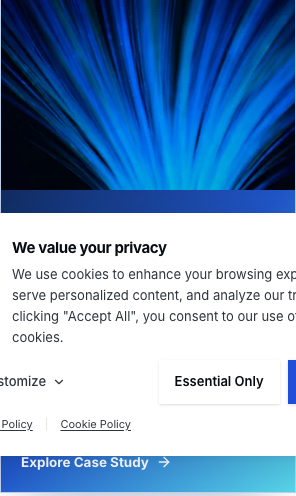 We value your privacy
We use cookies to enhance your browsing exp
serve personalized content, and analyze our tr
clicking "Accept All", you consent to our use o
cookies.
stomize
Essential Only
Policy
Cookie Policy
Explore Case Study →